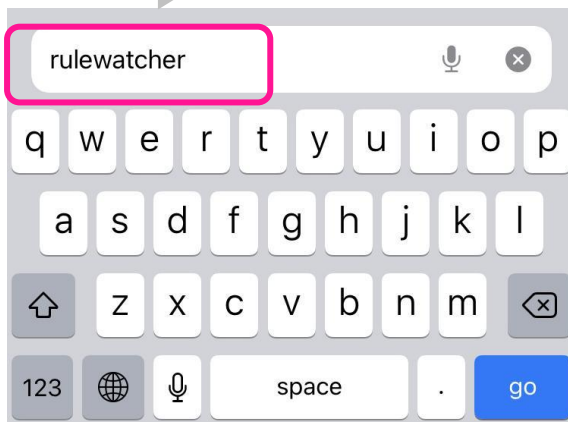 rulewatcher
q w e r t y u i o p
a s d f g h j k l
z x c v b n m
123 space . go